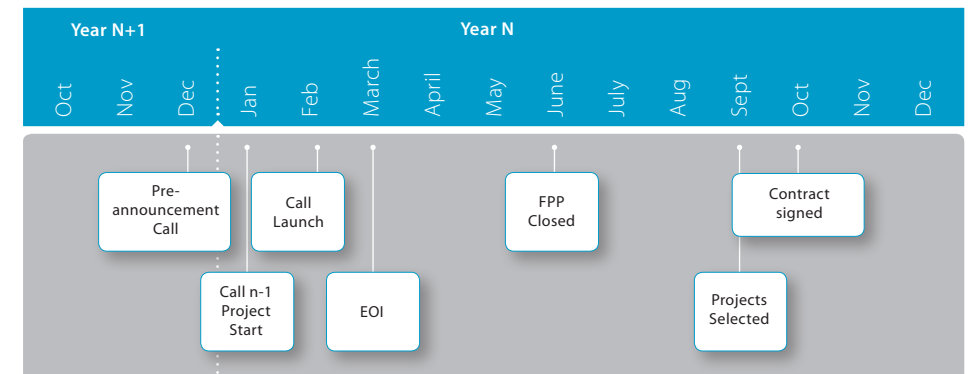 Year N+1
Year N
Oct
Nov
Dec
Jan
Feb
March
April
May
June
July
Aug
Sept
Oct
Nov
Dec
Pre-
announcement
Call
Call
Launch
FPP
Closed
Contract
signed
Call n-1
Project
Start
EOI
Projects
Selected